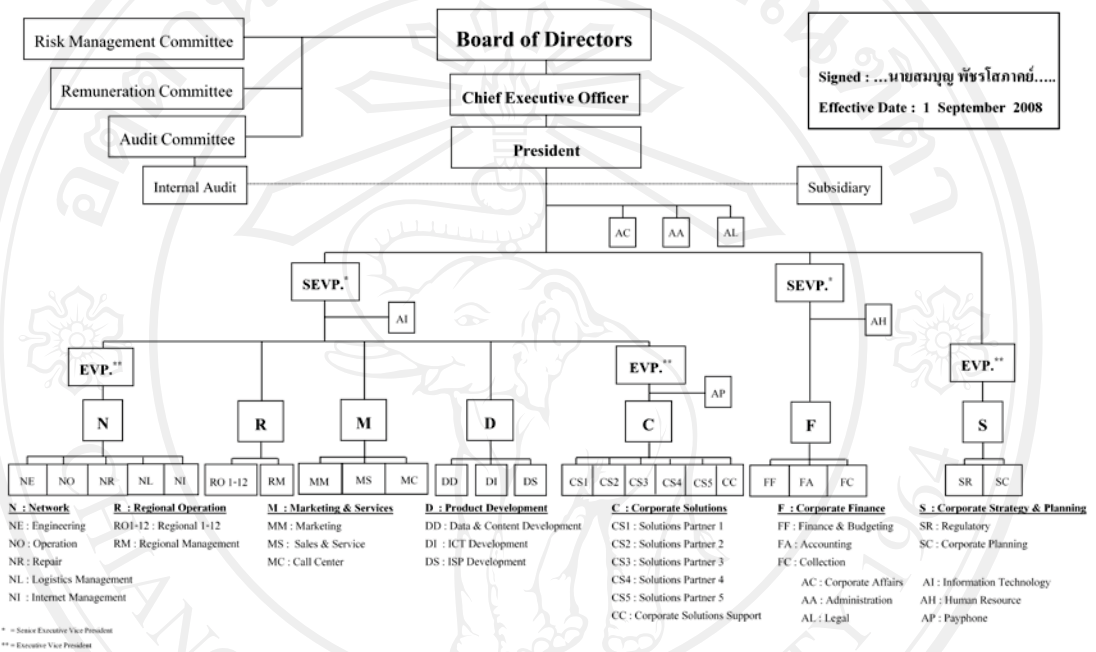 Risk Management Committee
Board of Directors
Remuneration Committee
Chief Executive Officer
Audit Committee
President
Internal Audit
Subsidiary
Signed : ...นายสมบุญ พัชรโสภาคย์.....
Effective Date : 1 September 2008
AC AA AL
SEVP.* SEVP.*
AI AH
EVP.** EVP.** EVP.**
AP
N R M D C F S
NE NO NR NL NI RO 1-12 RM MM MS MC DD DI DS CS1 CS2 CS3 CS4 CS5 CC FF FA FC SR SC
N : Network
NE : Engineering
NO : Operation
NR : Repair
NL : Logistics Management
NI : Internet Management
R : Regional Operation
RO1-12 : Regional 1-12
RM : Regional Management
M : Marketing & Services
MM : Marketing
MS : Sales & Service
MC : Call Center
D : Product Development
DD : Data & Content Development
DI : ICT Development
DS : ISP Development
C : Corporate Solutions
CS1 : Solutions Partner 1
CS2 : Solutions Partner 2
CS3 : Solutions Partner 3
CS4 : Solutions Partner 4
CS5 : Solutions Partner 5
CC : Corporate Solutions Support
F : Corporate Finance
FF : Finance & Budgeting
FA : Accounting
FC : Collection
S : Corporate Strategy & Planning
SR : Regulatory
SC : Corporate Planning
AC : Corporate Affairs
AA : Administration
AL : Legal
AI : Information Technology
AH : Human Resource
AP : Payphone
* = Senior Executive Vice President
** = Executive Vice President